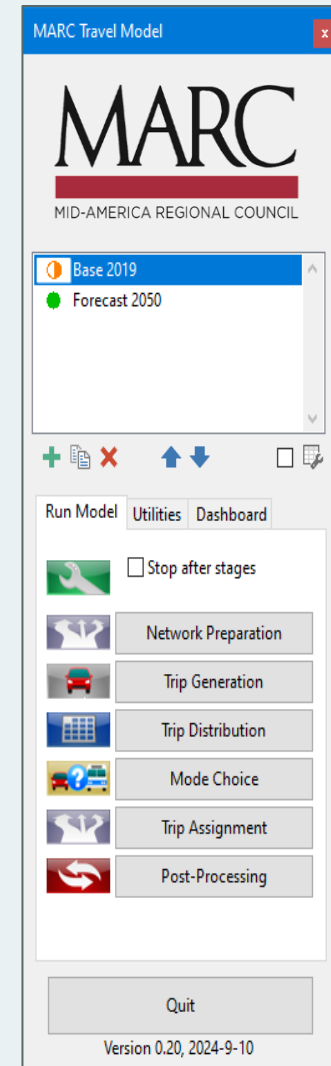 MARC Travel Model
x
MARC
MID-AMERICA REGIONAL COUNCIL
Base 2019
Forecast 2050
Run Model
Utilities
Dashboard
Stop after stages
Network Preparation
Trip Generation
Trip Distribution
?
Mode Choice
Trip Assignment
Post-Processing
Quit
Version 0.20, 2024-9-10